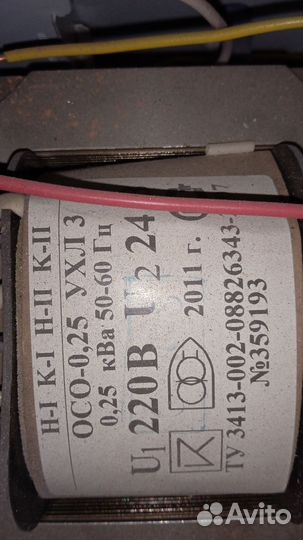 Н-I К-I Н-II К-II
ОСО-0,25 УХЛ 3
0,25 кВа 50-60 Гц
U1 220В U2 24
2011 г.
ТУ 3413-002-08826343-
№359193
Avito